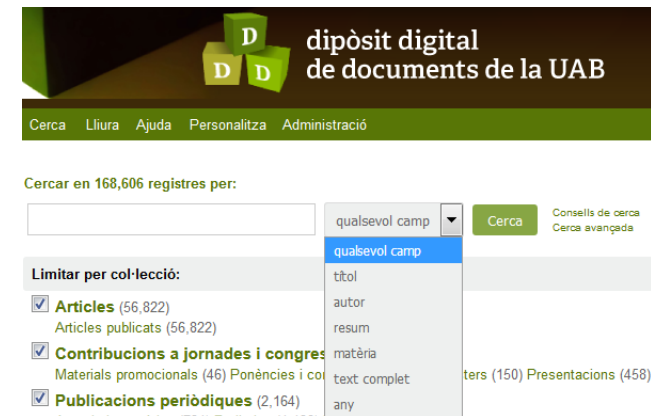 D
D D
dipòsit digital
de documents de la UAB
Cerca Lliura Ajuda Personalitza Administració
Cercar en 168,606 registres per:
qualsevol camp Cerca
Consells de cerca
Cerca avançada
qualsevol camp
títol
autor
resum
matèria
text complet
any
Limitar per col·lecció:
Articles (56,822)
Articles publicats (56,822)
Contribucions a jornades i congres
Materials promocionals (46) Ponències i co ters (150) Presentacions (458)
Publicacions periòdiques (2,164)